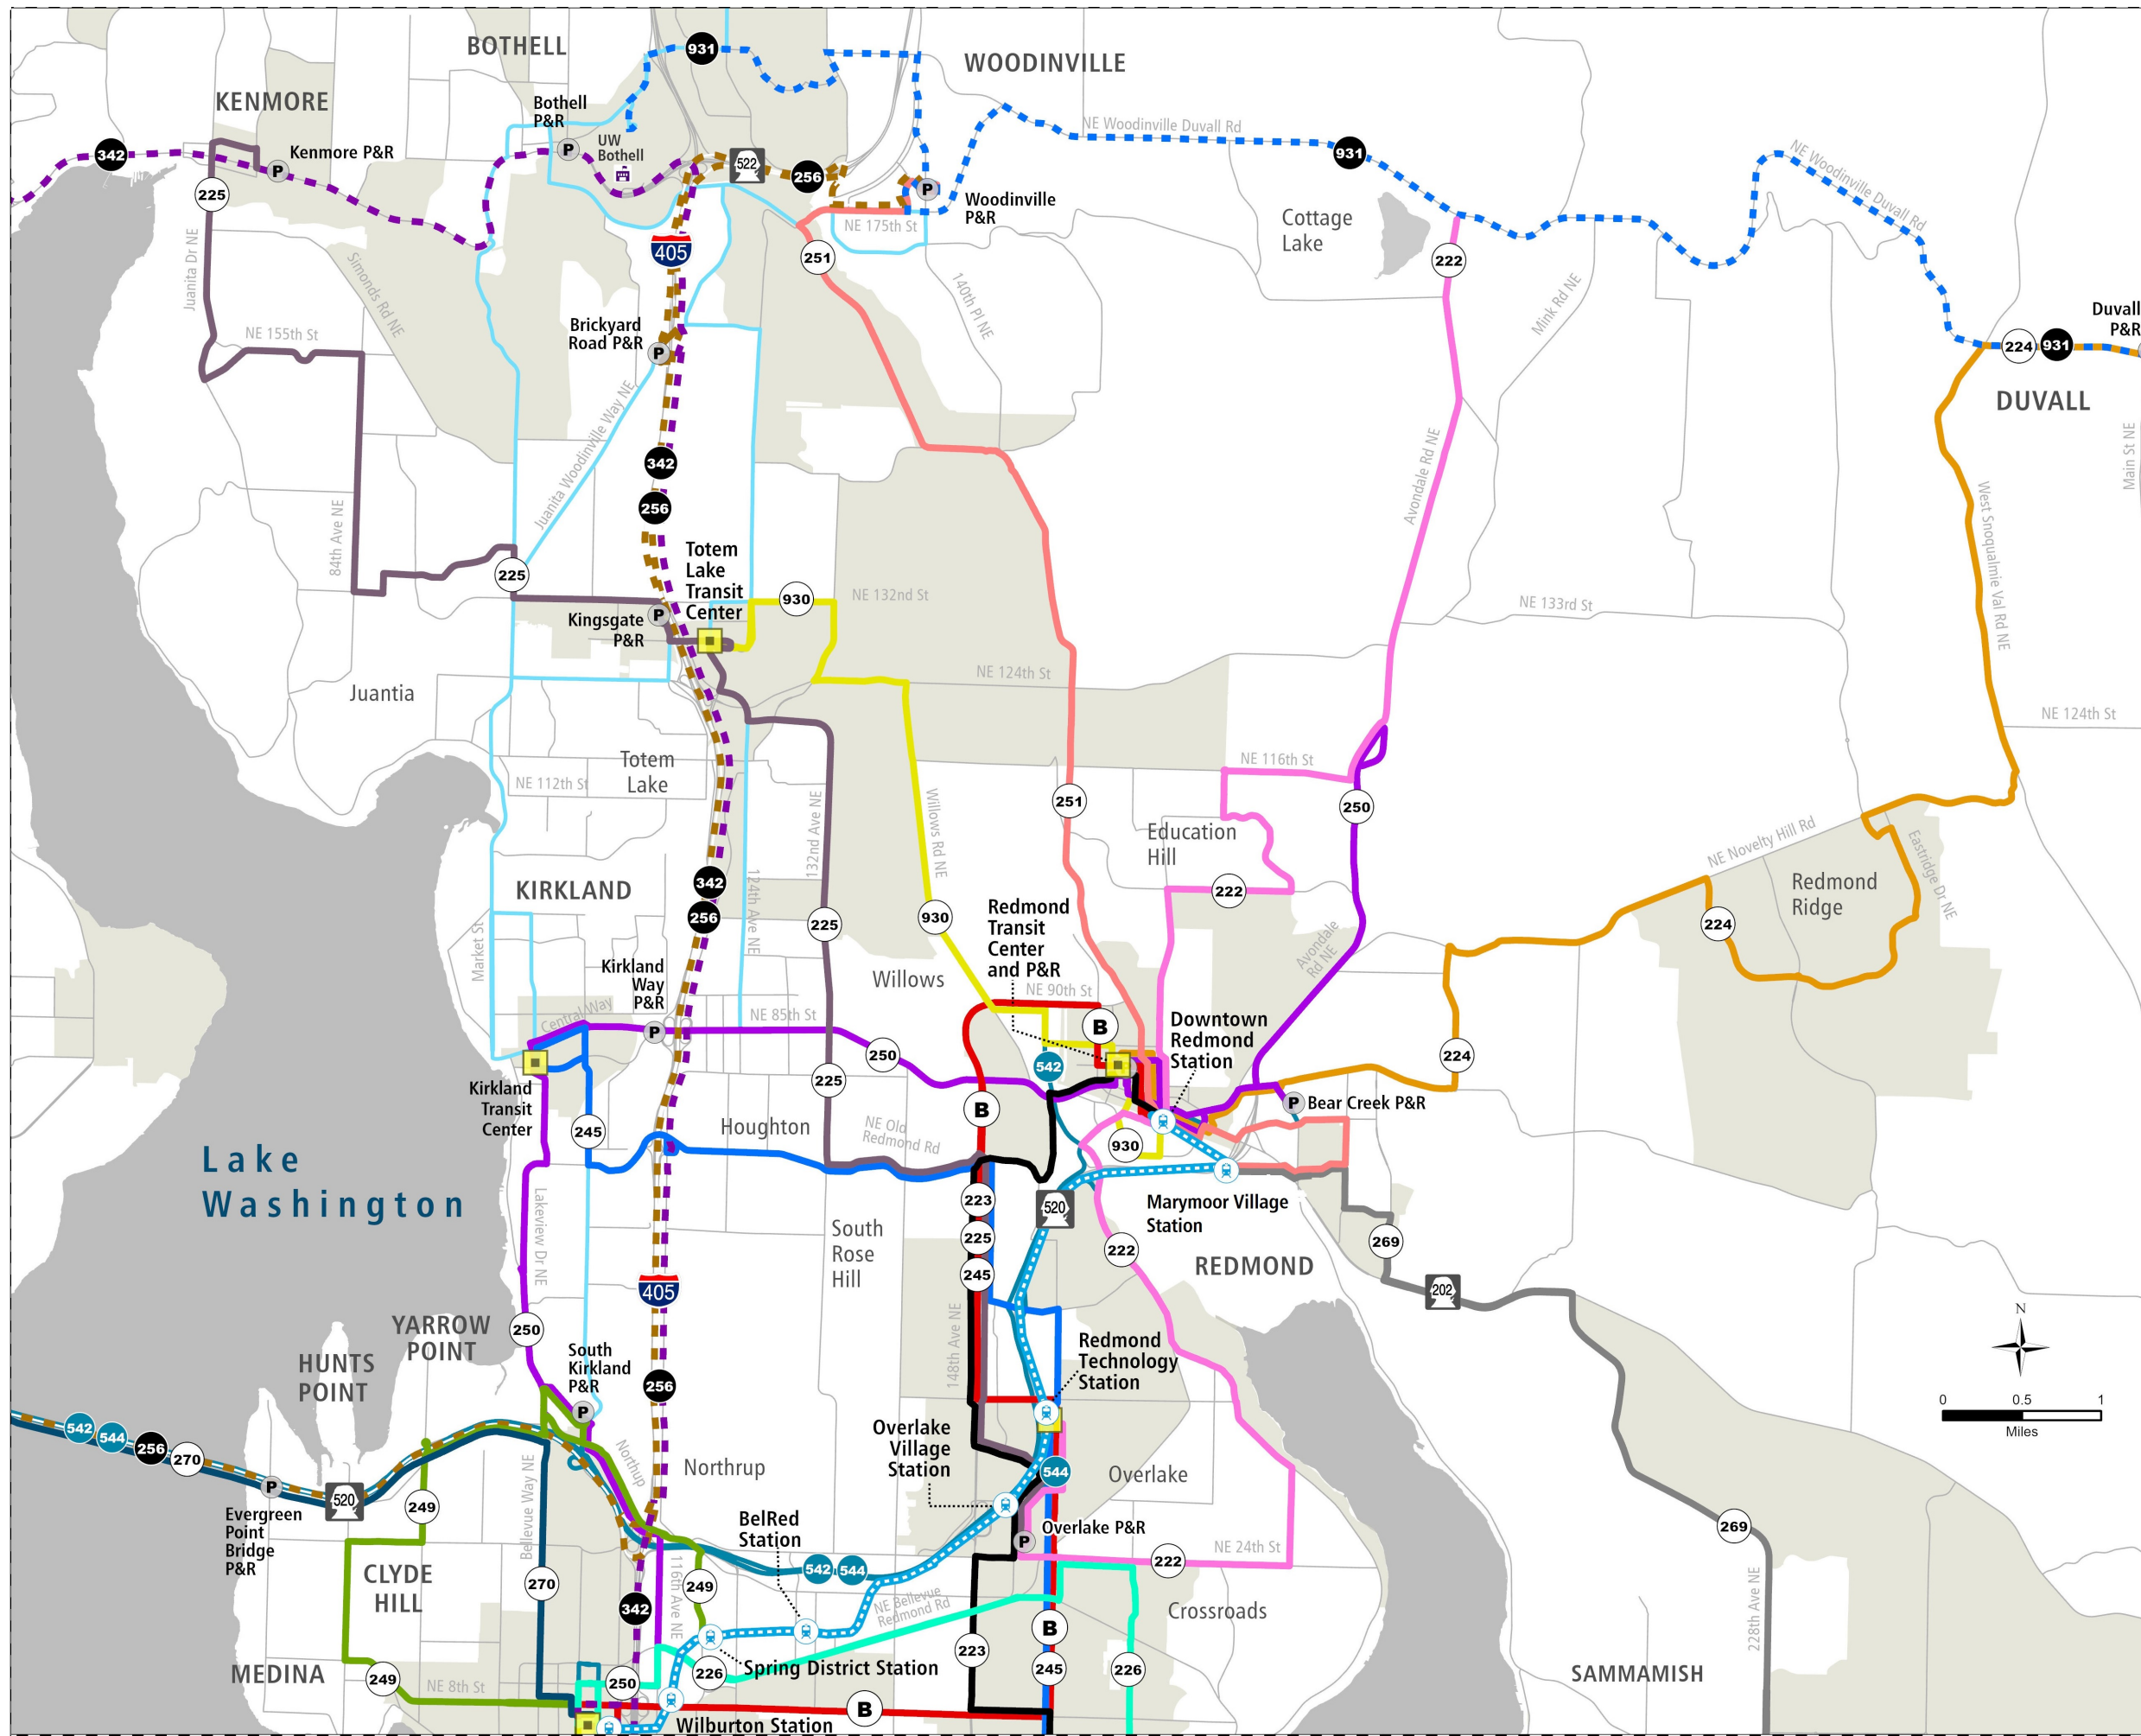 BOTHELL
931
WOODINVILLE
KENMORE
Bothell
P&R
NE Woodinville Duvall Rd
342
Kenmore P&R
P
P
UW
Bothell
522
256
931
NE Woodinville Duvall Rd
225
P
Woodinville
P&R
NE 175th St
Cottage
Lake
Juanita Dr NE
Simonds Rd NE
405
251
222
140th Pl NE
Mink Rd NE
NE 155th St
Brickyard
Road P&R
P
Duvall
P&R
224
931
DUVALL
Juanita Woodinville Way NE
Avondale Rd NE
Main St NE
342
256
West Snoqualmie Val Rd NE
84th Ave NE
Totem
Lake
Transit
Center
225
930
NE 132nd St
NE 133rd St
Kingsgate
P&R
P
NE 124th St
Juantia
NE 124th St
Totem
Lake
NE 112th St
NE 116th St
132nd Ave NE
Willows Rd NE
251
250
Education
Hill
NE Novelty Hill Rd
Eastridge Dr NE
KIRKLAND
342
256
124th Ave NE
222
Redmond
Ridge
225
930
Redmond
Transit
Center
and P&R
224
Market St
Avondale
Rd NE
Kirkland
Way
P&R
Willows
NE 90th St
Central Way
P
NE 85th St
B
Downtown
Redmond
Station
250
542
224
225
Kirkland
Transit
Center
B
P
Bear Creek P&R
245
Houghton
NE Old
Redmond Rd
930
Lake
Washington
Lakeview Dr NE
223
520
Marymoor Village
Station
225
South
Rose
Hill
222
269
REDMOND
245
405
202
N
YARROW
POINT
250
HUNTS
POINT
South
Kirkland
P&R
148th Ave NE
Redmond
Technology
Station
0
0.5
1
Miles
256
P
542
544
256
270
Overlake
Village
Station
Northup
Northrup
544
Overlake
P
520
249
Evergreen
Point
Bridge
P&R
Bellevue Way NE
BelRed
Station
Overlake P&R
P
269
NE 24th St
222
CLYDE
HILL
270
116th Ave NE
249
542
544
342
NE Bellevue
Redmond Rd
Crossroads
B
228th Ave NE
MEDINA
249
NE 8th St
250
226
Spring District Station
223
245
226
SAMMAMISH
B
Wilburton Station